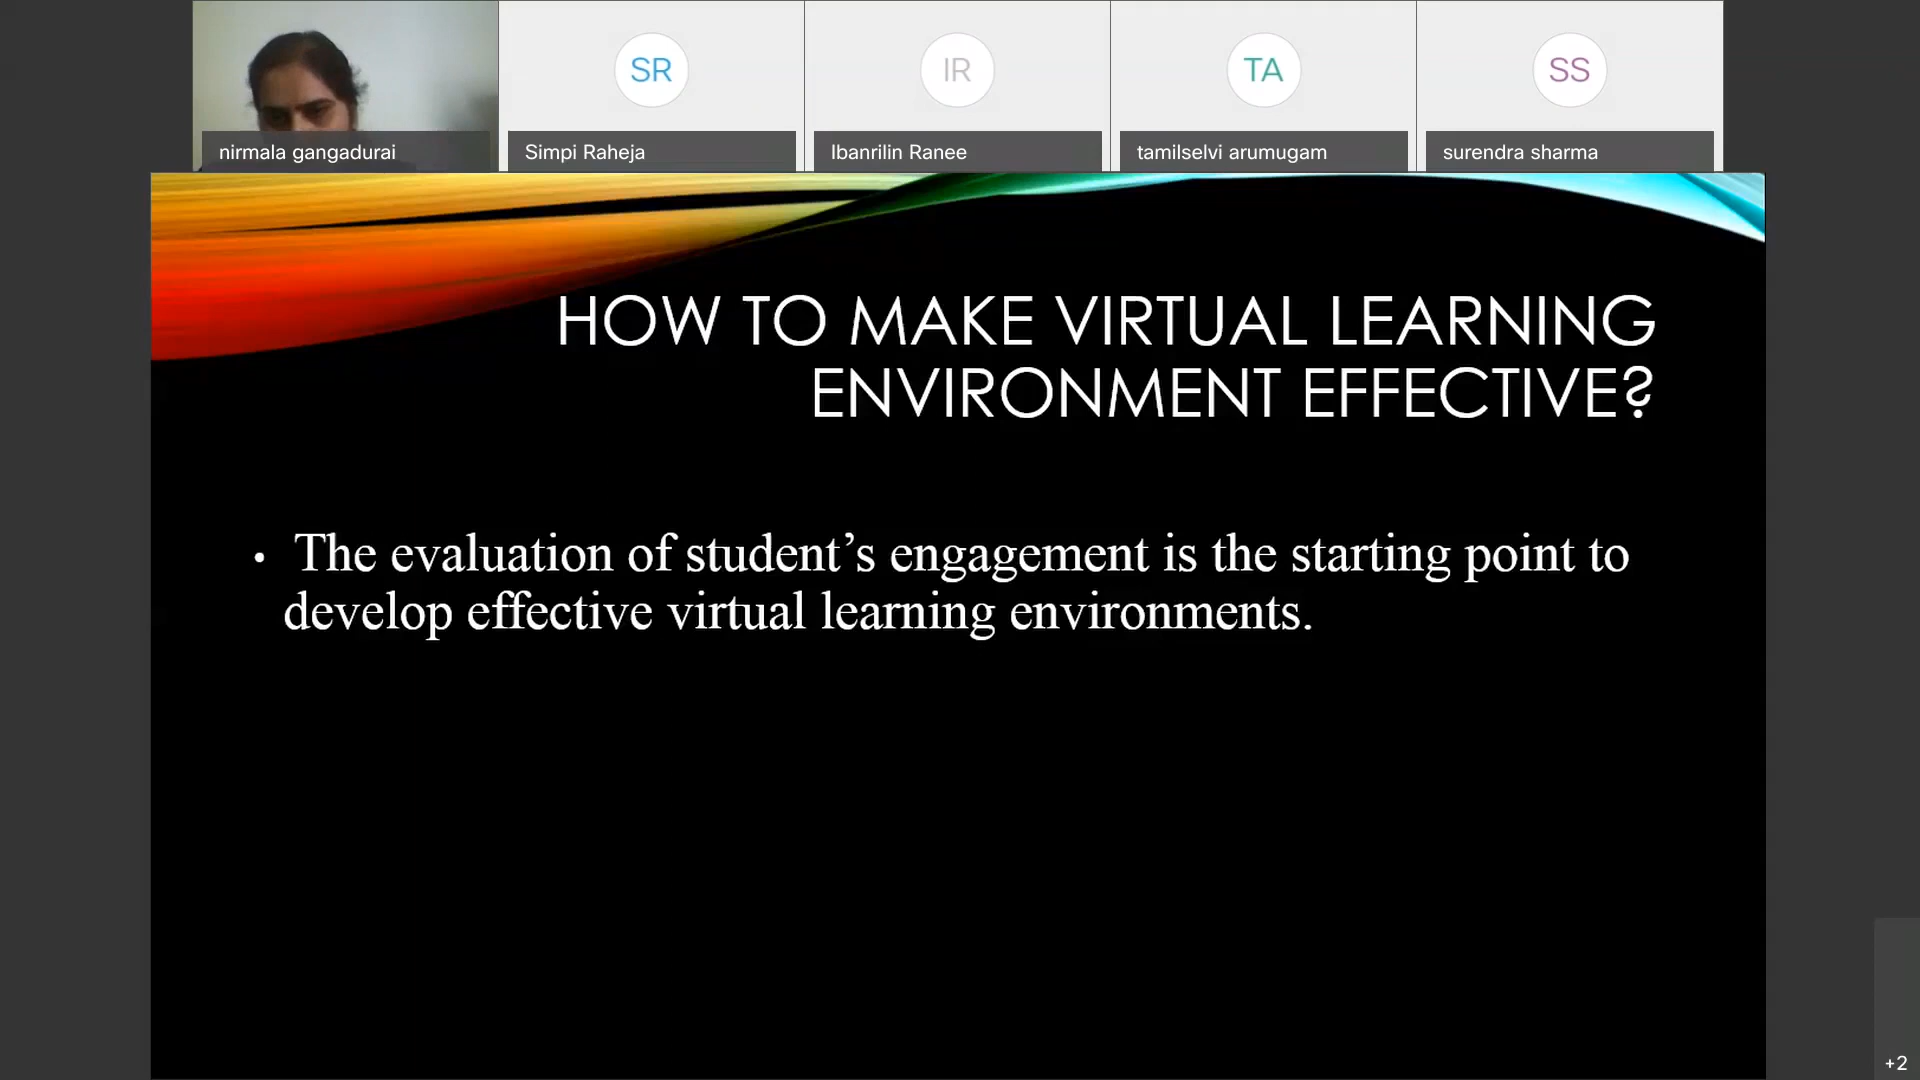 SR
IR
TA
SS
nirmala gangadurai
Simpi Raheja
Ibanrilin Ranee
tamilselvi arumugam
surendra sharma
HOW TO MAKE VIRTUAL LEARNING
ENVIRONMENT EFFECTIVE?
• The evaluation of student’s engagement is the starting point to
develop effective virtual learning environments.
+2